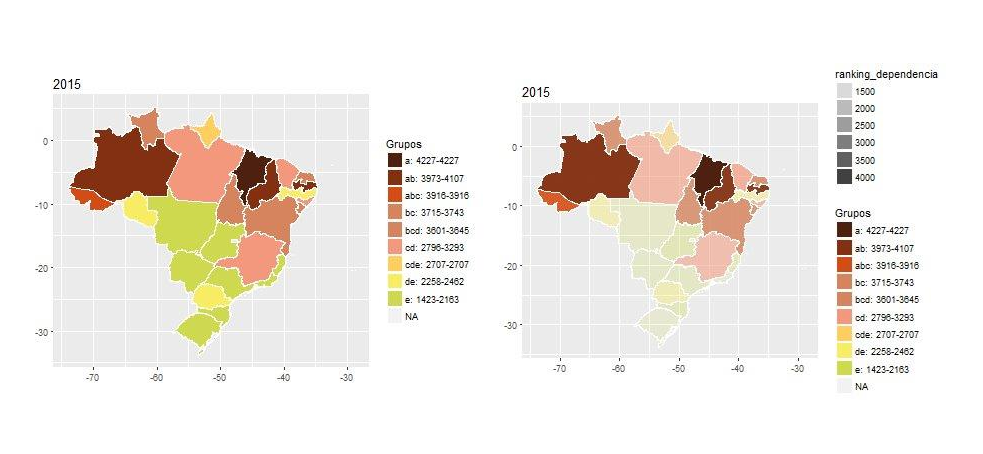 2015
0
-10
-20
-30
-70
-60
-50
-40
-30
Grupos
a: 4227-4227
ab: 3973-4107
abc: 3916-3916
bc: 3715-3743
bcd: 3601-3645
cd: 2796-3293
cde: 2707-2707
de: 2258-2462
e: 1423-2163
NA
2015
0
-10
-20
-30
-70
-60
-50
-40
-30
ranking_dependencia
1500
2000
2500
3000
3500
4000
Grupos
a: 4227-4227
ab: 3973-4107
abc: 3916-3916
bc: 3715-3743
bcd: 3601-3645
cd: 2796-3293
cde: 2707-2707
de: 2258-2462
e: 1423-2163
NA